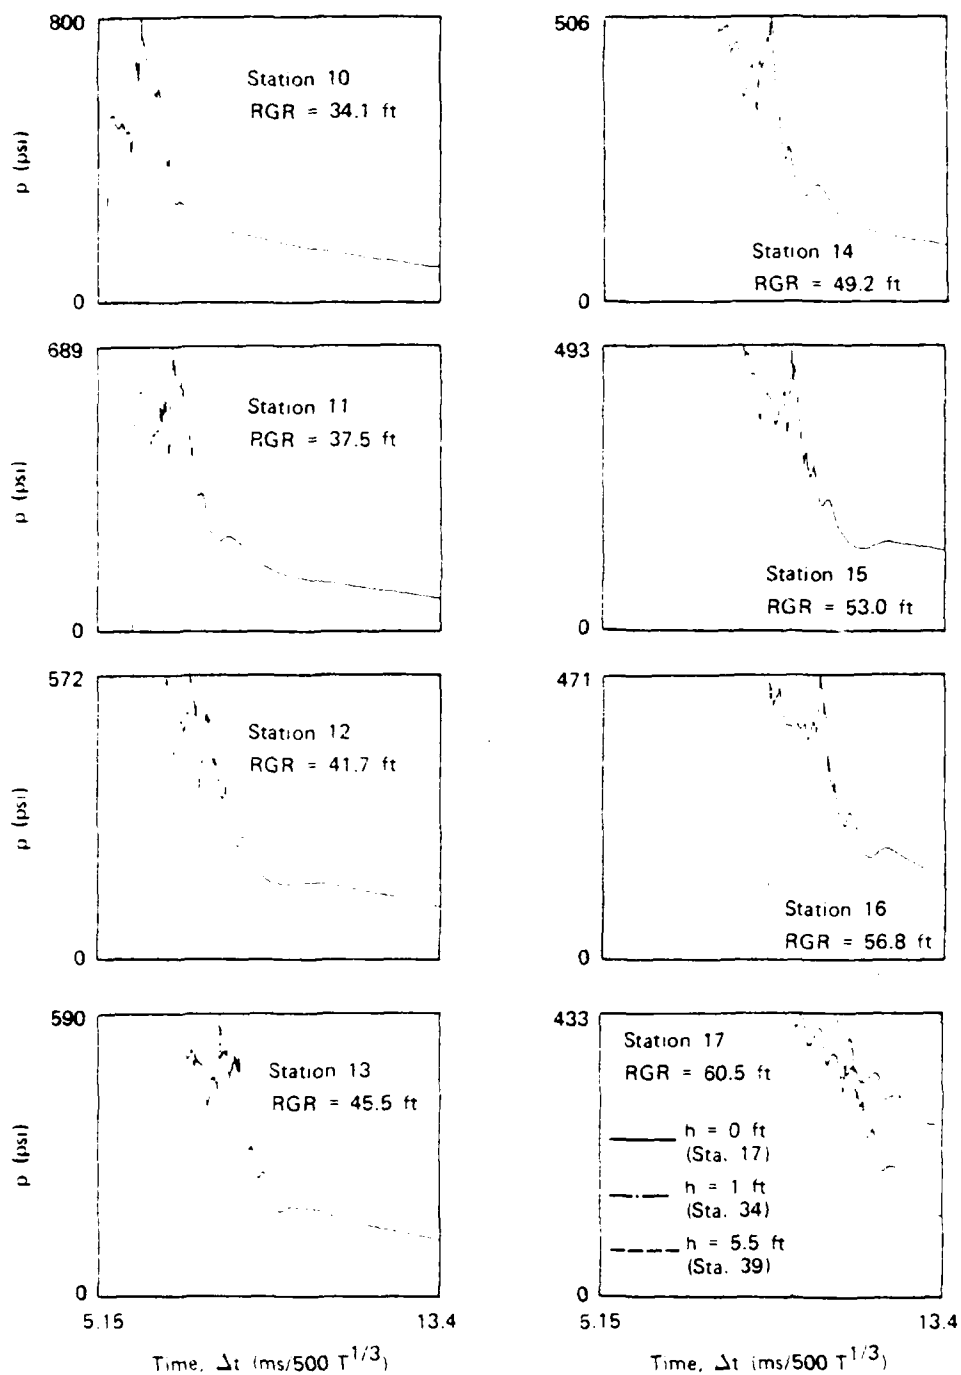 800
p (psi)
0
Station 10
RGR = 34.1 ft
506
0
Station 14
RGR = 49.2 ft
689
p (psi)
0
Station 11
RGR = 37.5 ft
493
0
Station 15
RGR = 53.0 ft
572
p (psi)
0
Station 12
RGR = 41.7 ft
471
0
Station 16
RGR = 56.8 ft
590
p (psi)
0
Station 13
RGR = 45.5 ft
5.15
13.4
Time, Δt (ms/500 T^1/3)
433
0
Station 17
RGR = 60.5 ft
h = 0 ft
(Sta. 17)
h = 1 ft
(Sta. 34)
h = 5.5 ft
(Sta. 39)
5.15
13.4
Time, Δt (ms/500 T^1/3)